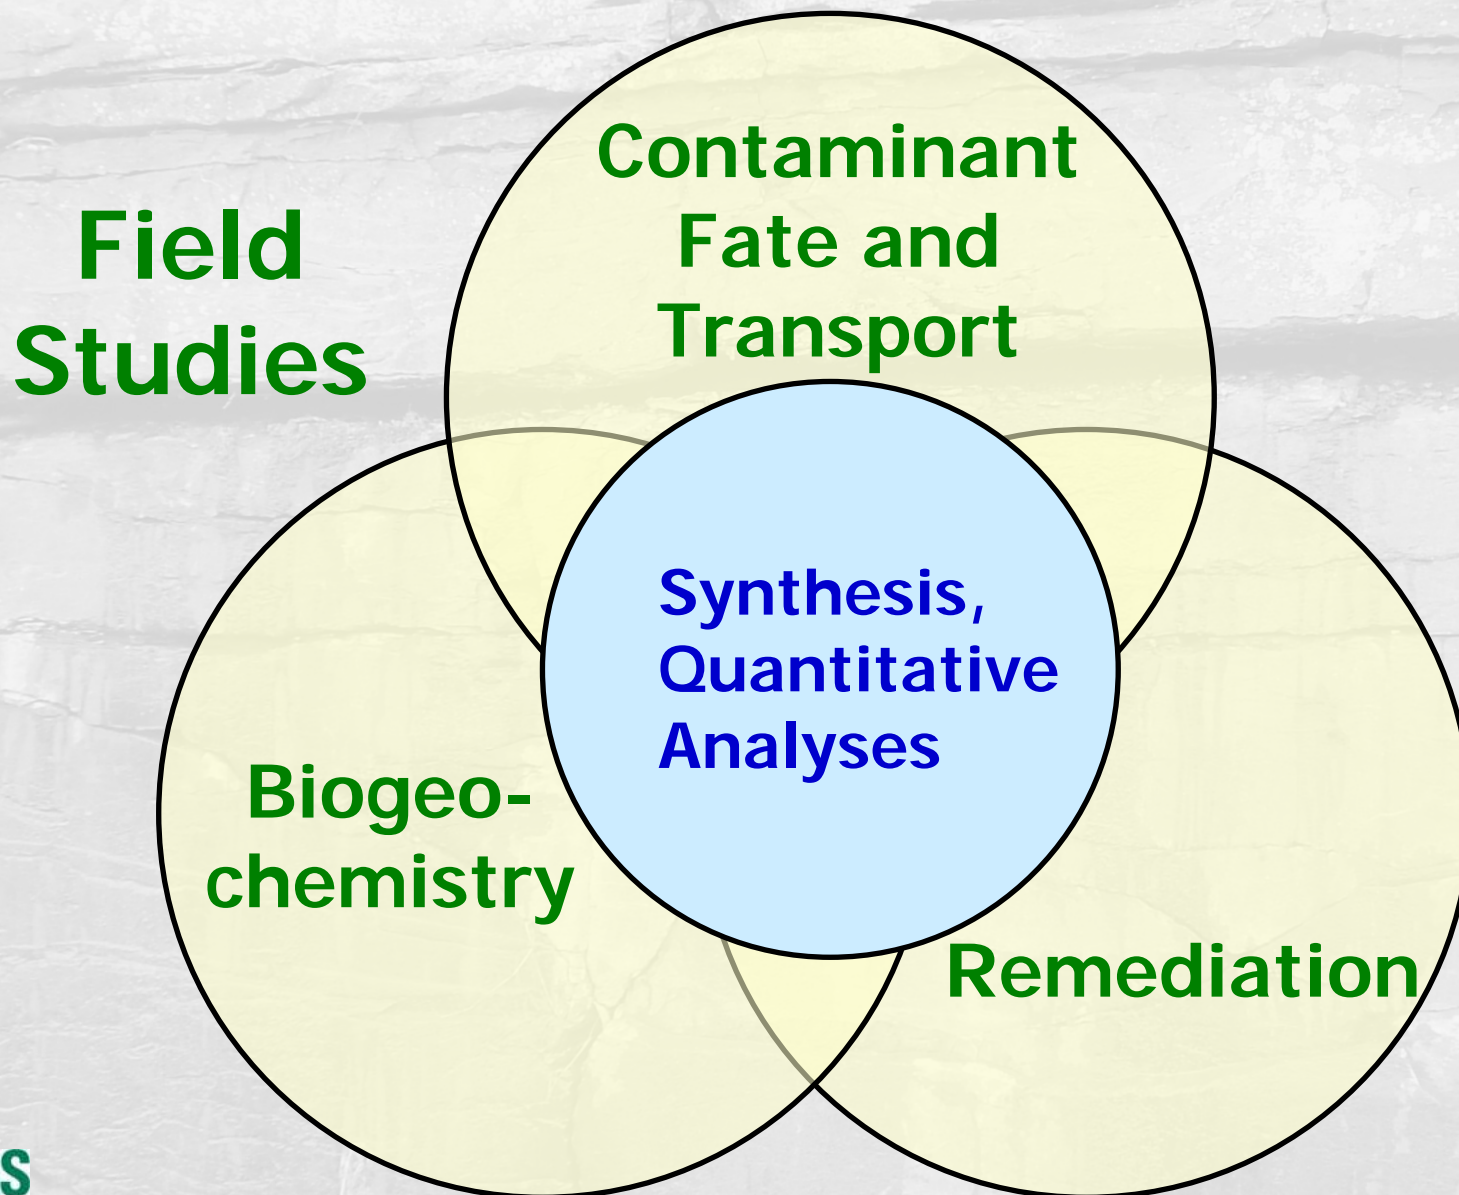 Field
Studies
Contaminant
Fate and
Transport
Synthesis,
Quantitative
Analyses
Biogeo-
chemistry
Remediation
S